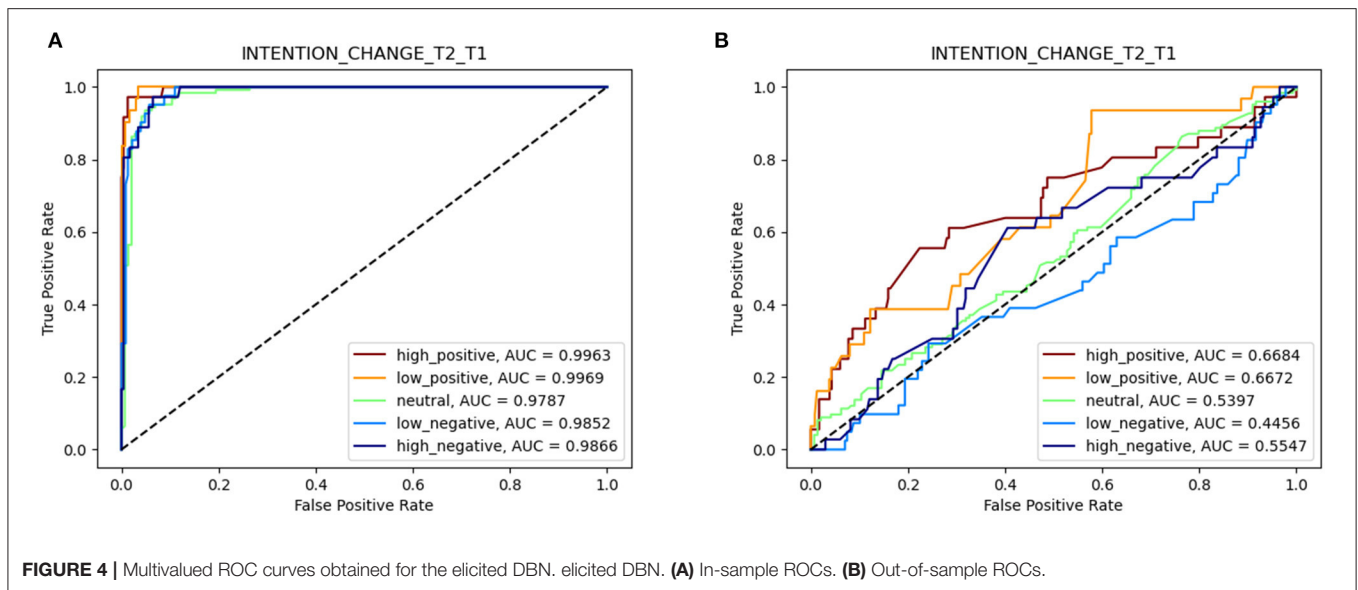 A
INTENTION_CHANGE_T2_T1
True Positive Rate
1.0
0.8
0.6
0.4
0.2
0.0
high_positive, AUC = 0.9963
low_positive, AUC = 0.9969
neutral, AUC = 0.9787
low_negative, AUC = 0.9852
high_negative, AUC = 0.9866
0.0 0.2 0.4 0.6 0.8 1.0
False Positive Rate
B
INTENTION_CHANGE_T2_T1
True Positive Rate
1.0
0.8
0.6
0.4
0.2
0.0
high_positive, AUC = 0.6684
low_positive, AUC = 0.6672
neutral, AUC = 0.5397
low_negative, AUC = 0.4456
high_negative, AUC = 0.5547
0.0 0.2 0.4 0.6 0.8 1.0
False Positive Rate
FIGURE 4 | Multivalued ROC curves obtained for the elicited DBN. elicited DBN. (A) In-sample ROCs. (B) Out-of-sample ROCs.